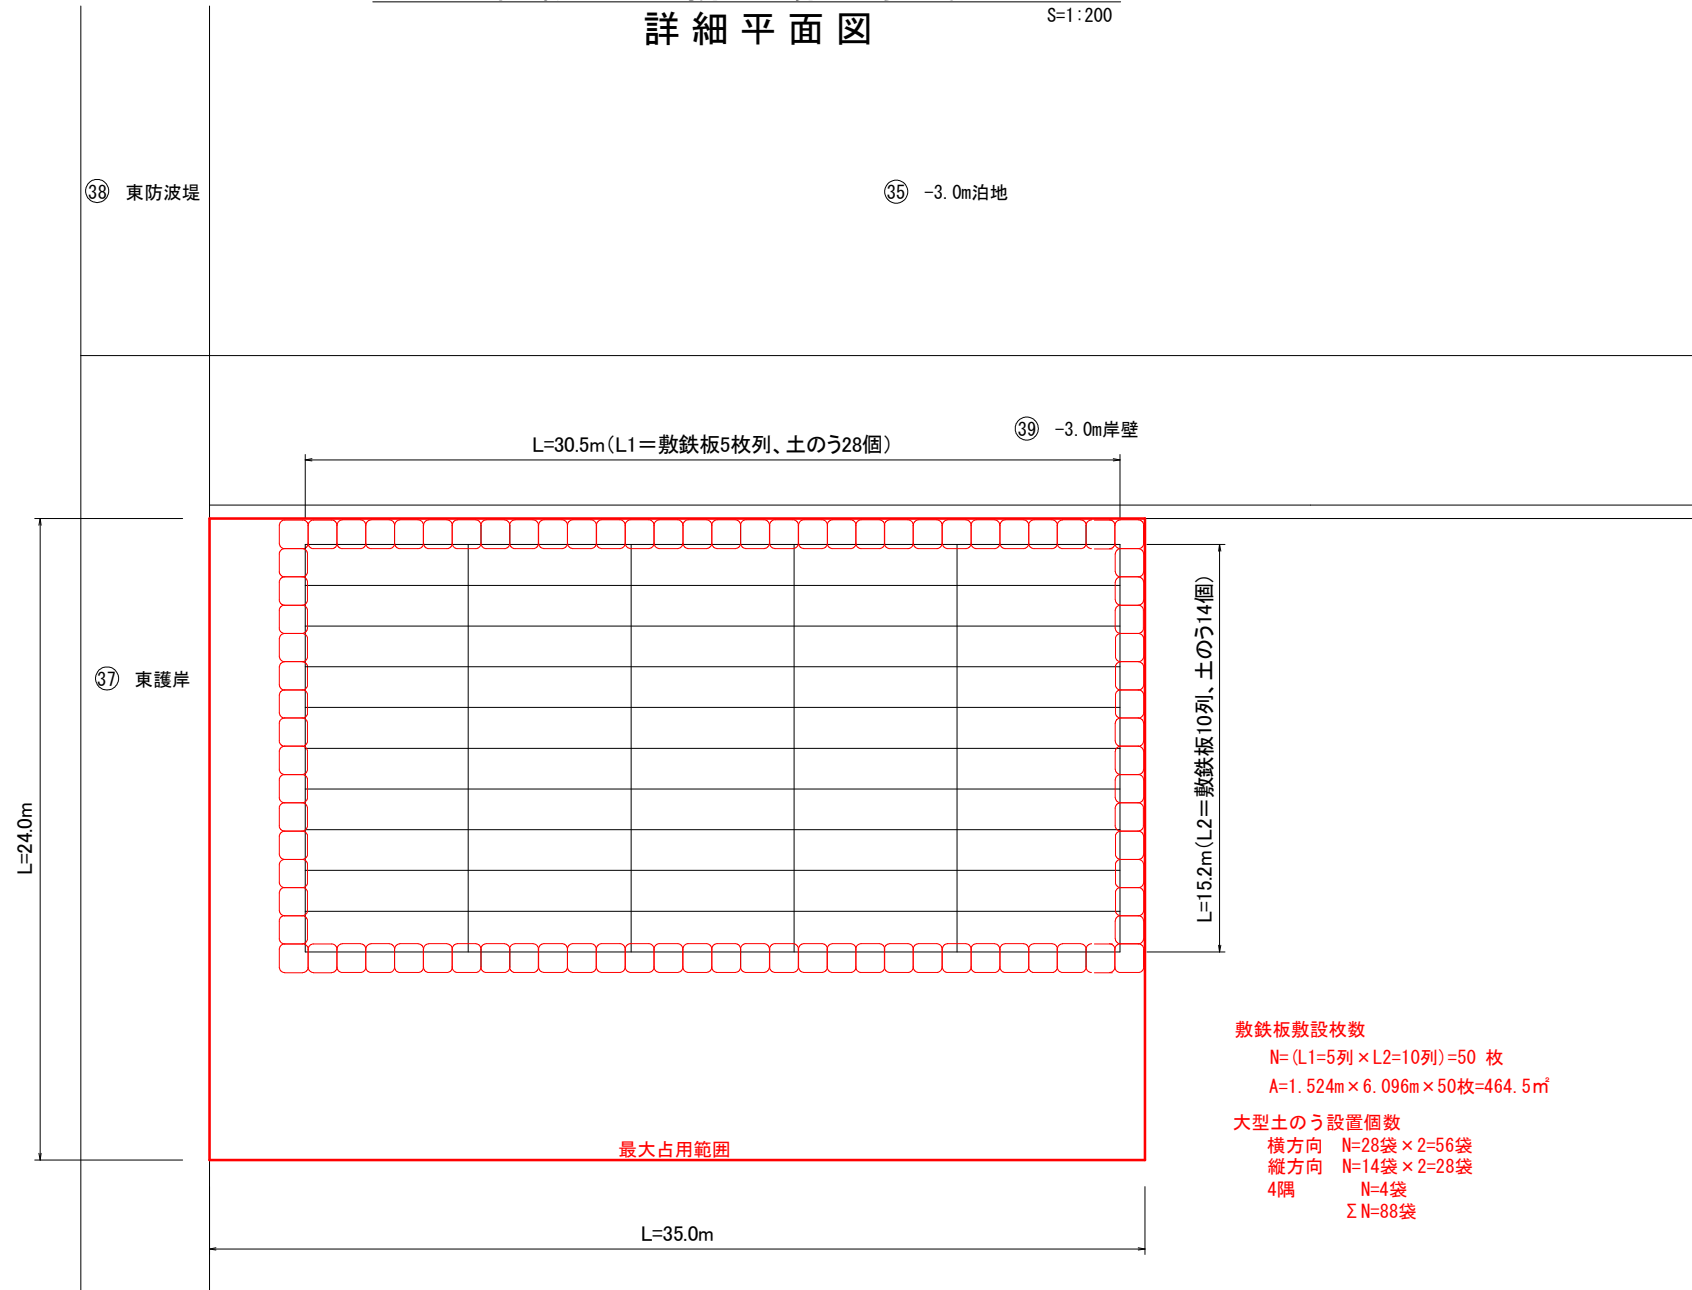 詳細平面図
S=1:200
㊳ 東防波堤
㉟ -3.0m泊地
㊴ -3.0m岸壁
L=30.5m(L1＝敷鉄板5枚列、土のう28個)
L=15.2m(L2＝敷鉄板10列、土のう14個)
㊲ 東護岸
L=24.0m
敷鉄板敷設枚数
N=(L1=5列×L2=10列)=50 枚
A=1.524m×6.096m×50枚=464.5㎡
大型土のう設置個数
横方向 N=28袋×2=56袋
縦方向 N=14袋×2=28袋
4隅 N=4袋
ΣN=88袋
最大占用範囲
L=35.0m